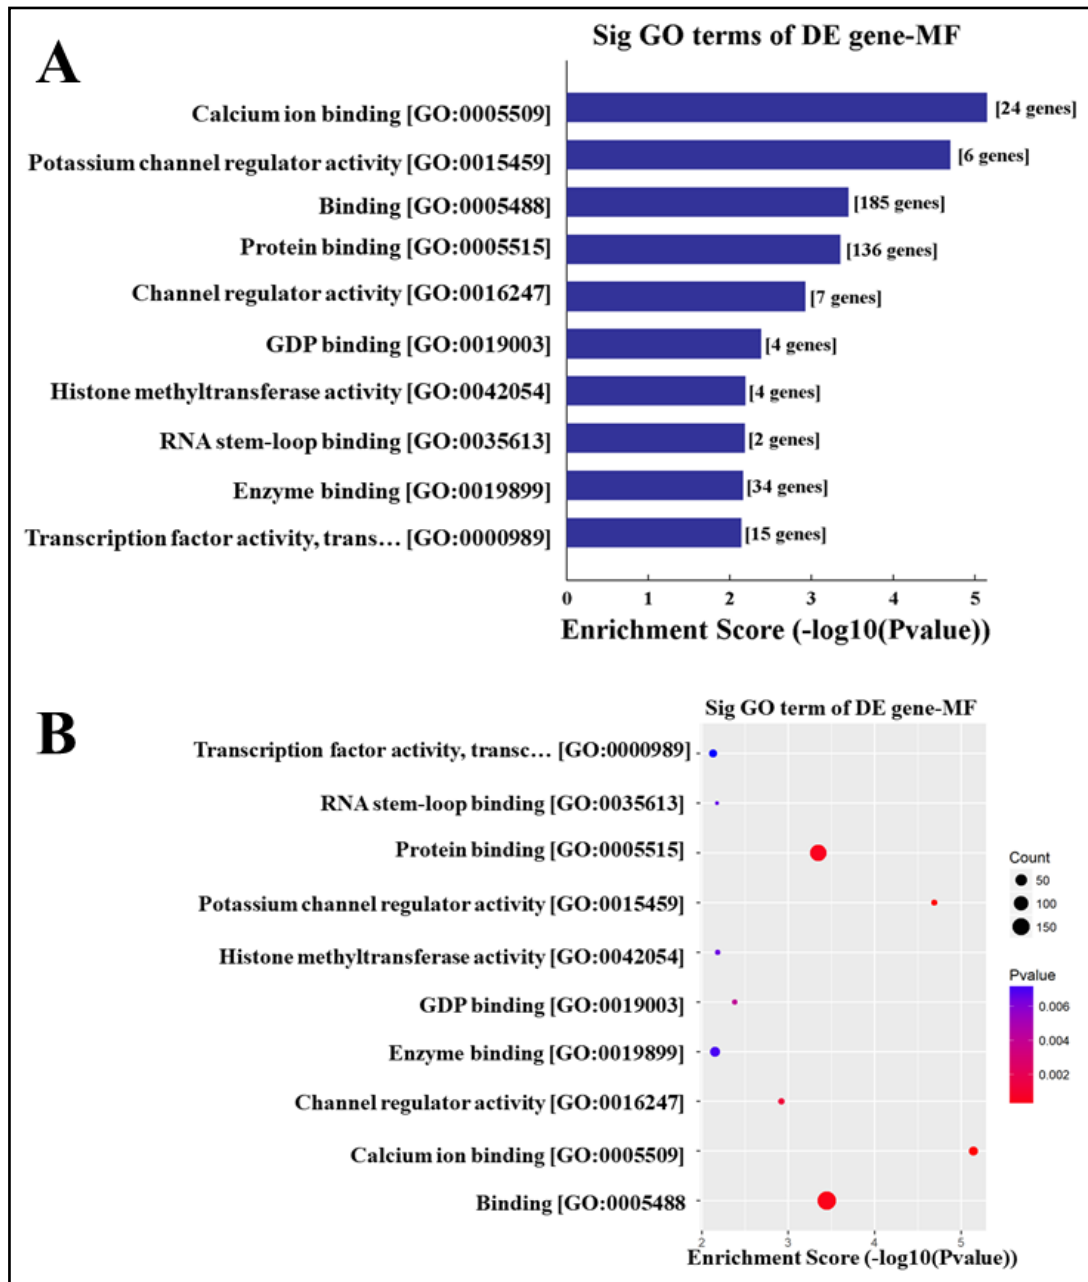 A
Sig GO terms of DE gene-MF
Calcium ion binding [GO:0005509] [24 genes]
Potassium channel regulator activity [GO:0015459] [6 genes]
Binding [GO:0005488] [185 genes]
Protein binding [GO:0005515] [136 genes]
Channel regulator activity [GO:0016247] [7 genes]
GDP binding [GO:0019003] [4 genes]
Histone methyltransferase activity [GO:0042054] [4 genes]
RNA stem-loop binding [GO:0035613] [2 genes]
Enzyme binding [GO:0019899] [34 genes]
Transcription factor activity, trans... [GO:0000989] [15 genes]
0 1 2 3 4 5
Enrichment Score (-log10(Pvalue))
B
Sig GO term of DE gene-MF
Transcription factor activity, transc... [GO:0000989]
RNA stem-loop binding [GO:0035613]
Protein binding [GO:0005515]
Potassium channel regulator activity [GO:0015459]
Histone methyltransferase activity [GO:0042054]
GDP binding [GO:0019003]
Enzyme binding [GO:0019899]
Channel regulator activity [GO:0016247]
Calcium ion binding [GO:0005509]
Binding [GO:0005488
2 3 4 5
Enrichment Score (-log10(Pvalue))
Count
50
100
150
Pvalue
0.006
0.004
0.002